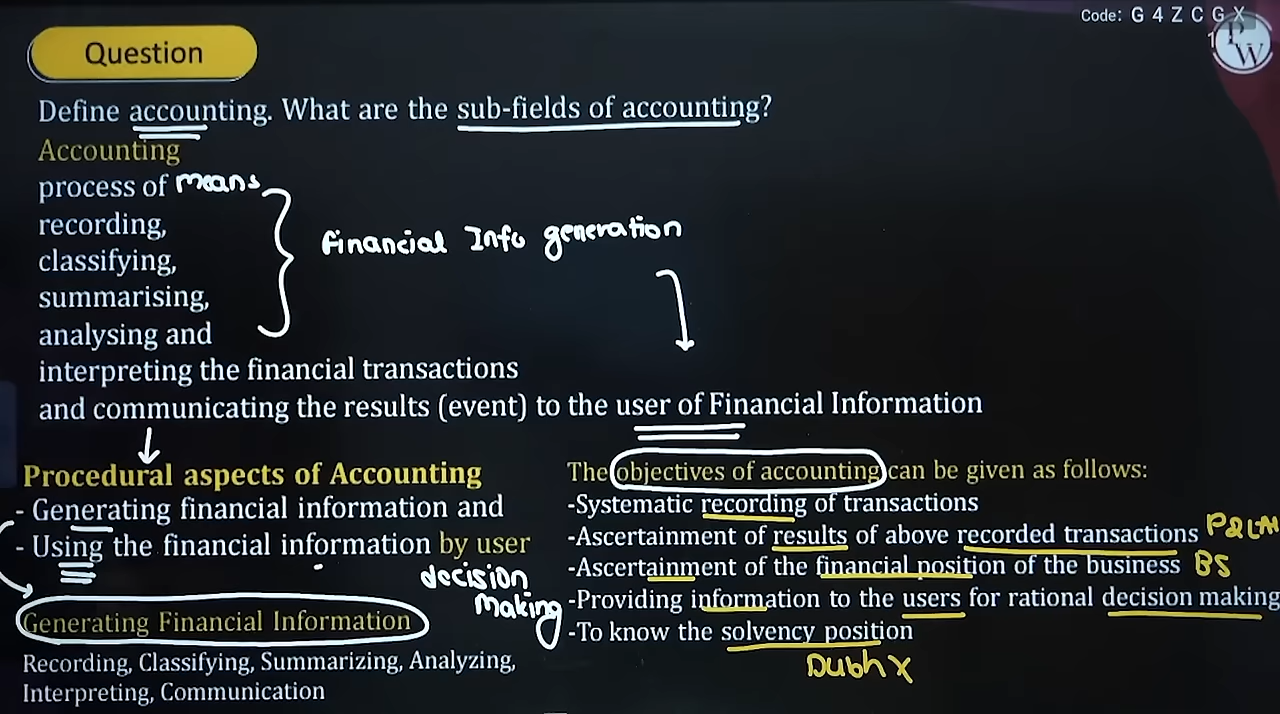 Code: G 4 Z C G X
1
PW
Question
Define accounting. What are the sub-fields of accounting?
Accounting
process of means
recording,
classifying,
summarising,
analysing and
Financial Info generation
interpreting the financial transactions
and communicating the results (event) to the user of Financial Information
Procedural aspects of Accounting
- Generating financial information and
- Using the financial information by user
decision
making
Generating Financial Information
Recording, Classifying, Summarizing, Analyzing,
Interpreting, Communication
The objectives of accounting can be given as follows:
-Systematic recording of transactions
-Ascertainment of results of above recorded transactions
-Ascertainment of the financial position of the business BS
-Providing information to the users for rational decision making
-To know the solvency position
Dubh X